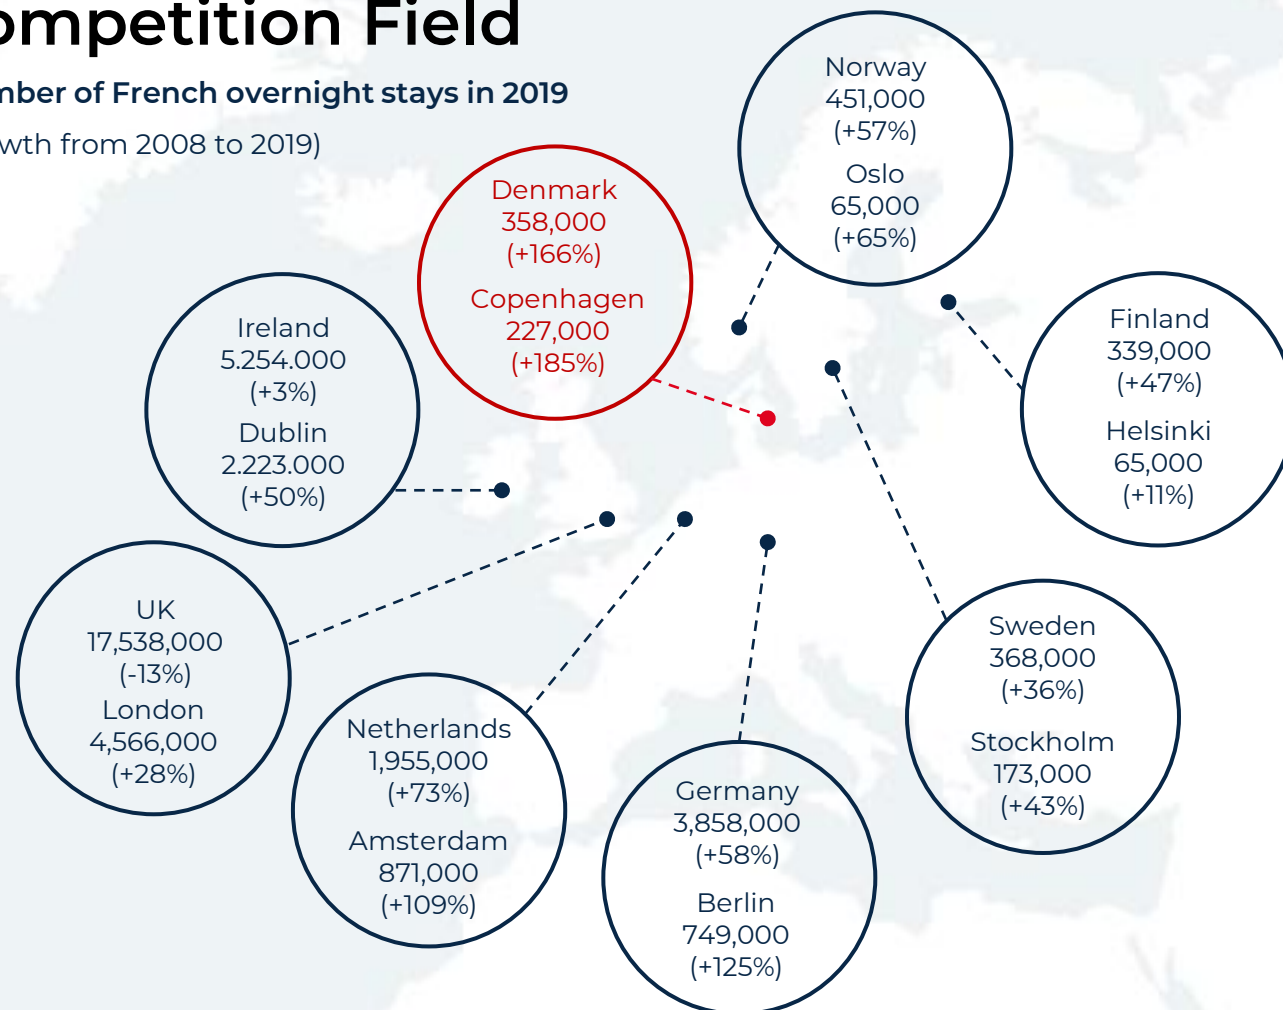 ompetition Field
mber of French overnight stays in 2019
wth from 2008 to 2019)
Norway
451,000
(+57%)
Oslo
65,000
(+65%)
Denmark
358,000
(+166%)
Copenhagen
227,000
(+185%)
Ireland
5.254.000
(+3%)
Dublin
2.223.000
(+50%)
Finland
339,000
(+47%)
Helsinki
65,000
(+11%)
UK
17,538,000
(-13%)
London
4,566,000
(+28%)
Netherlands
1,955,000
(+73%)
Amsterdam
871,000
(+109%)
Germany
3,858,000
(+58%)
Berlin
749,000
(+125%)
Sweden
368,000
(+36%)
Stockholm
173,000
(+43%)